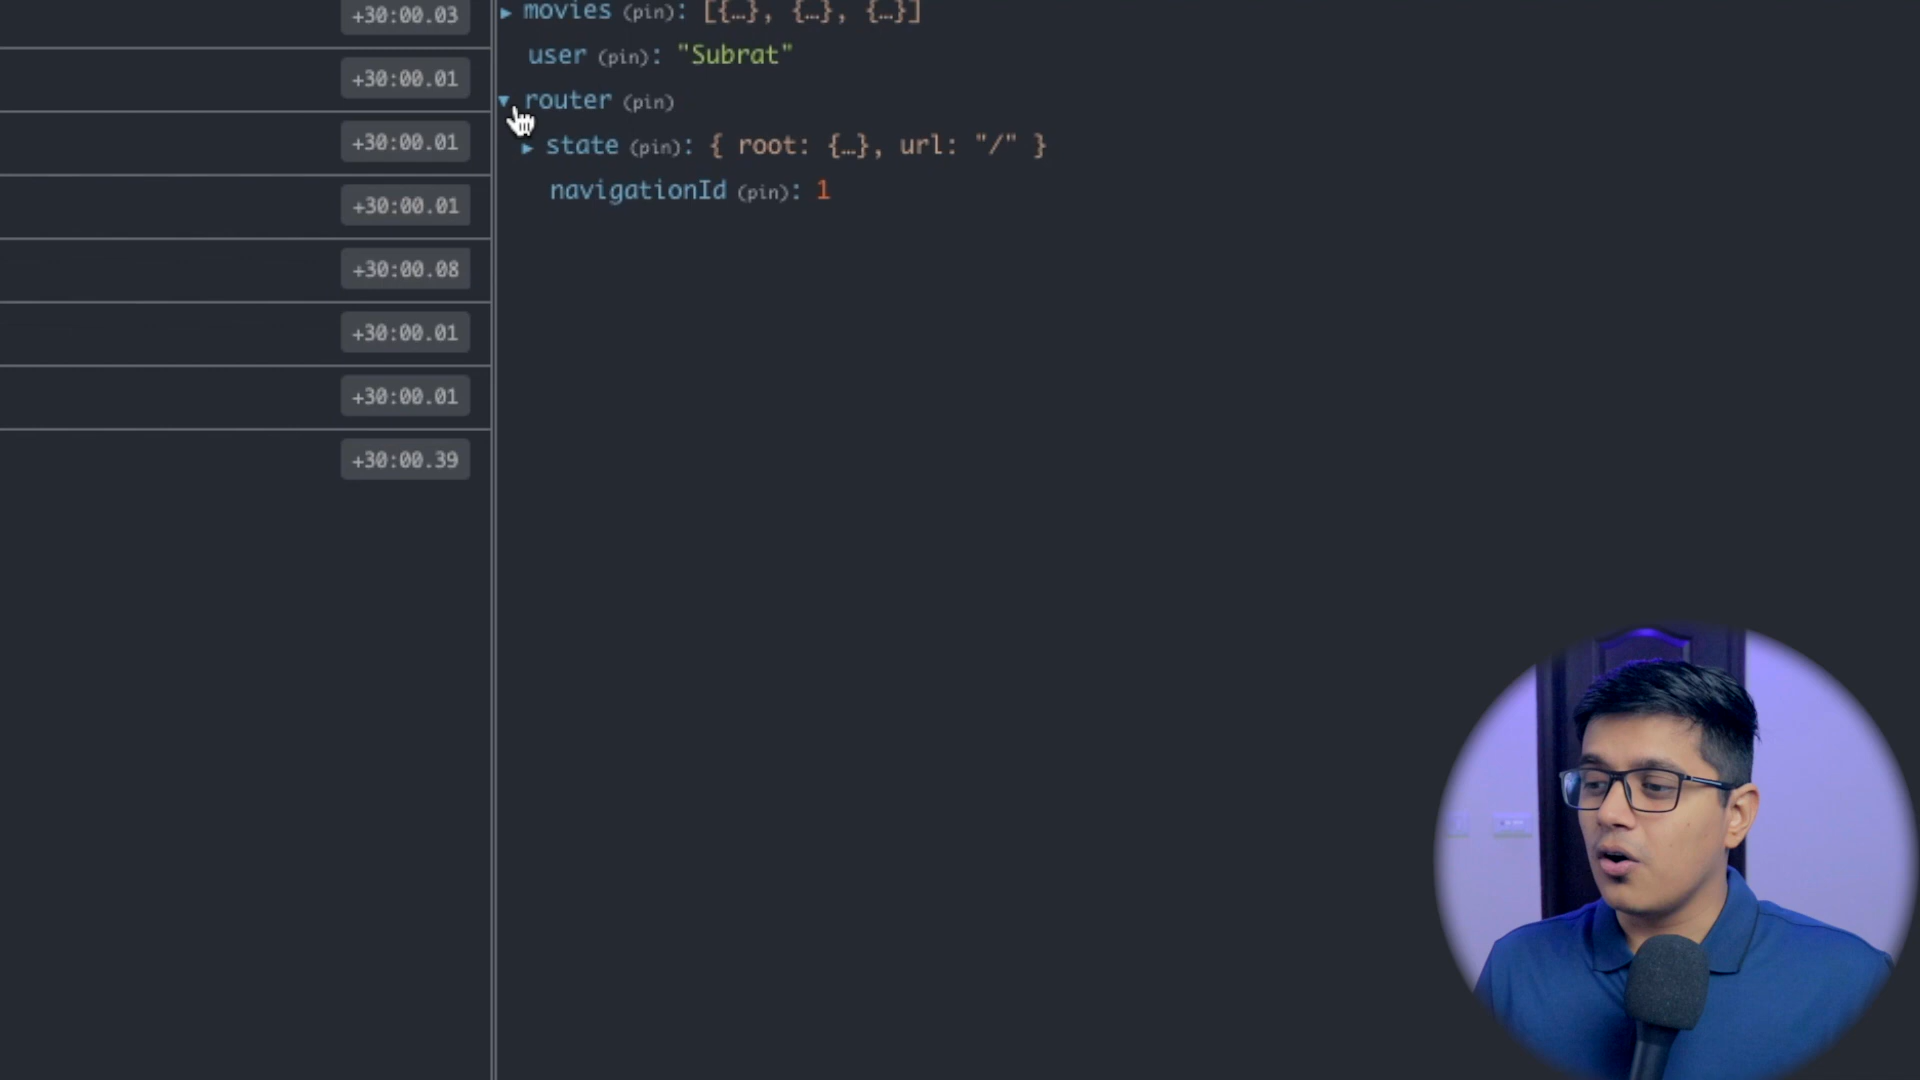 +30:00.03
+30:00.01
+30:00.01
+30:00.01
+30:00.08
+30:00.01
+30:00.01
+30:00.39
▶ movies (pin): [{…}, {…}, {…}]
user (pin): "Subrat"
▼ router (pin)
▶ state (pin): { root: {…}, url: "/" }
navigationId (pin): 1